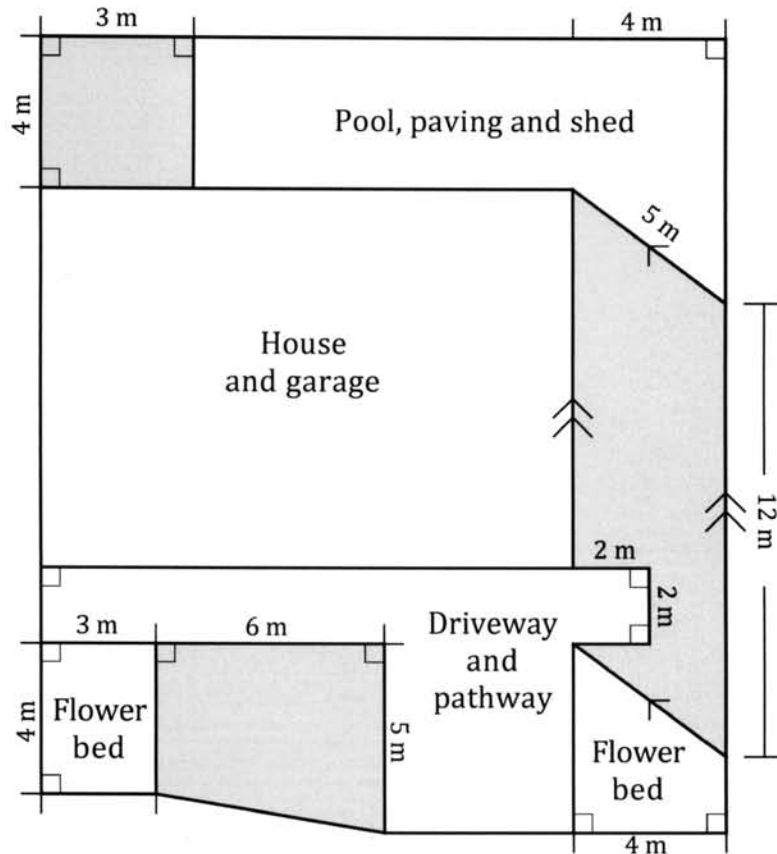 3 m
4 m
4 m
Pool, paving and shed
5 m
House
and garage
12 m
2 m
2 m
3 m
6 m
Driveway
and
pathway
4 m
Flower
bed
5 m
Flower
bed
4 m